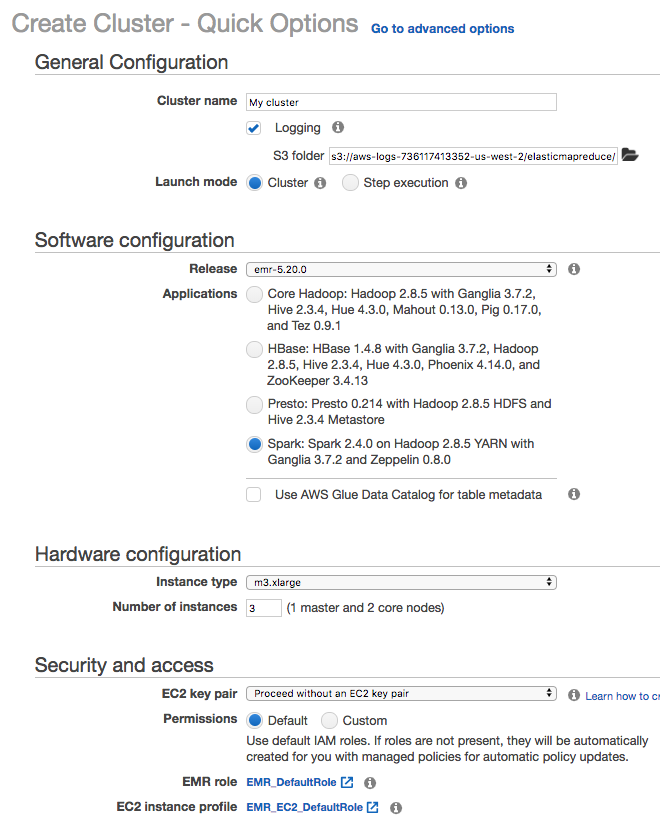 Create Cluster - Quick Options Go to advanced options
General Configuration
Cluster name My cluster
Logging
S3 folder s3://aws-logs-736117413352-us-west-2/elasticmapreduce/
Launch mode Cluster Step execution
Software configuration
Release emr-5.20.0
Applications Core Hadoop: Hadoop 2.8.5 with Ganglia 3.7.2,
Hive 2.3.4, Hue 4.3.0, Mahout 0.13.0, Pig 0.17.0,
and Tez 0.9.1
HBase: HBase 1.4.8 with Ganglia 3.7.2, Hadoop
2.8.5, Hive 2.3.4, Hue 4.3.0, Phoenix 4.14.0, and
ZooKeeper 3.4.13
Presto: Presto 0.214 with Hadoop 2.8.5 HDFS and
Hive 2.3.4 Metastore
Spark: Spark 2.4.0 on Hadoop 2.8.5 YARN with
Ganglia 3.7.2 and Zeppelin 0.8.0
Use AWS Glue Data Catalog for table metadata
Hardware configuration
Instance type m3.xlarge
Number of instances 3 (1 master and 2 core nodes)
Security and access
EC2 key pair Proceed without an EC2 key pair Learn how to cr
Permissions Default Custom
Use default IAM roles. If roles are not present, they will be automatically
created for you with managed policies for automatic policy updates.
EMR role EMR_DefaultRole
EC2 instance profile EMR_EC2_DefaultRole